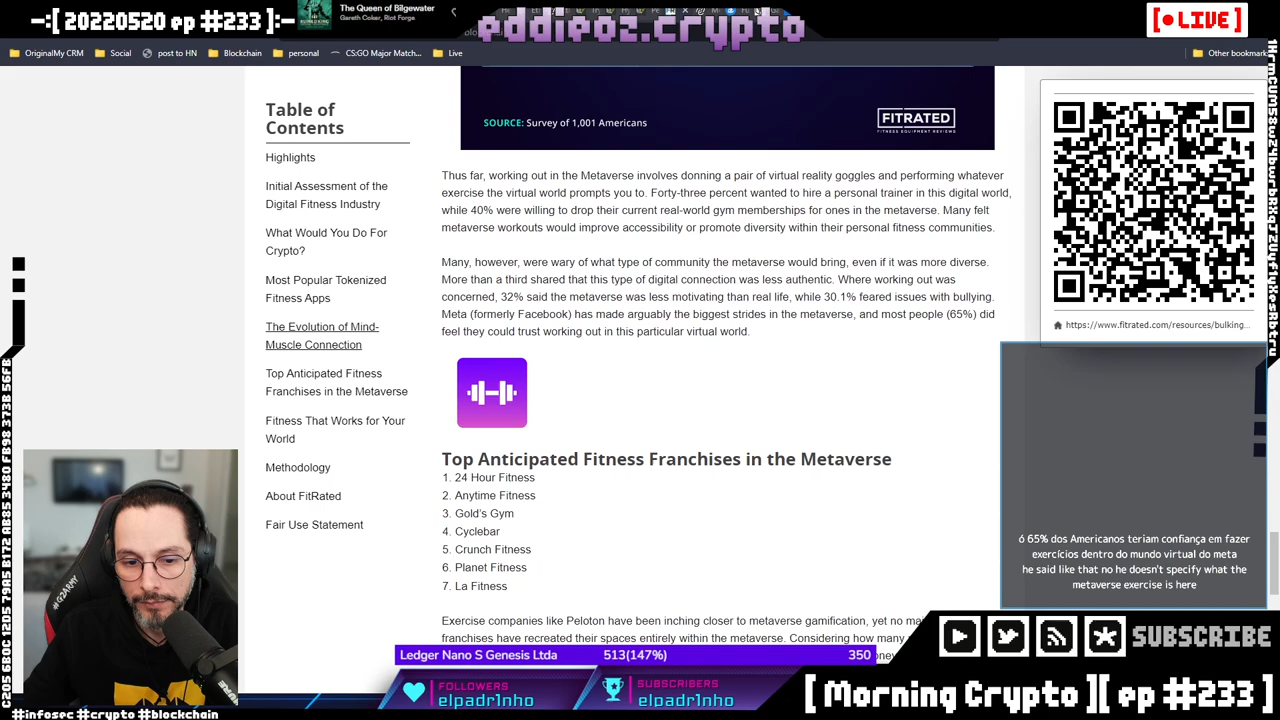 -:[ 20220520 ep #233 ]:-
The Queen of Bilgewater
Gareth Coker, Riot Forge
eddieoz.crypto
[ LIVE ]
OriginalMy CRM
Social
post to HN
Blockchain
personal
CS:GO Major Match...
Live
Other bookmark
Table of
Contents
Highlights
Initial Assessment of the
Digital Fitness Industry
What Would You Do For
Crypto?
Most Popular Tokenized
Fitness Apps
The Evolution of Mind-
Muscle Connection
Top Anticipated Fitness
Franchises in the Metaverse
Fitness That Works for Your
World
Methodology
About FitRated
Fair Use Statement
SOURCE: Survey of 1,001 Americans
FITRATED
FITNESS EQUIPMENT REVIEWS
Thus far, working out in the Metaverse involves donning a pair of virtual reality goggles and performing whatever
exercise the virtual world prompts you to. Forty-three percent wanted to hire a personal trainer in this digital world,
while 40% were willing to drop their current real-world gym memberships for ones in the metaverse. Many felt
metaverse workouts would improve accessibility or promote diversity within their personal fitness communities.
Many, however, were wary of what type of community the metaverse would bring, even if it was more diverse.
More than a third shared that this type of digital connection was less authentic. Where working out was
concerned, 32% said the metaverse was less motivating than real life, while 30.1% feared issues with bullying.
Meta (formerly Facebook) has made arguably the biggest strides in the metaverse, and most people (65%) did
feel they could trust working out in this particular virtual world.
Top Anticipated Fitness Franchises in the Metaverse
1. 24 Hour Fitness
2. Anytime Fitness
3. Gold's Gym
4. Cyclebar
5. Crunch Fitness
6. Planet Fitness
7. La Fitness
Exercise companies like Peloton have been inching closer to metaverse gamification, yet no
franchises have recreated their spaces entirely within the metaverse. Considering how many
https://www.fitrated.com/resources/bulking...
ó 65% dos Americanos teriam confiança em fazer
exercícios dentro do mundo virtual do meta
he said like that no he doesn't specify what the
metaverse exercise is here
Ledger Nano S Genesis Ltda 513(147%) 350
FOLLOWERS
elpadr1nho
SUBSCRIBERS
elpadr1nho
SUBSCRIBE
[ Morning Crypto ][ ep #233 ]
#infosec #crypto #blockchain